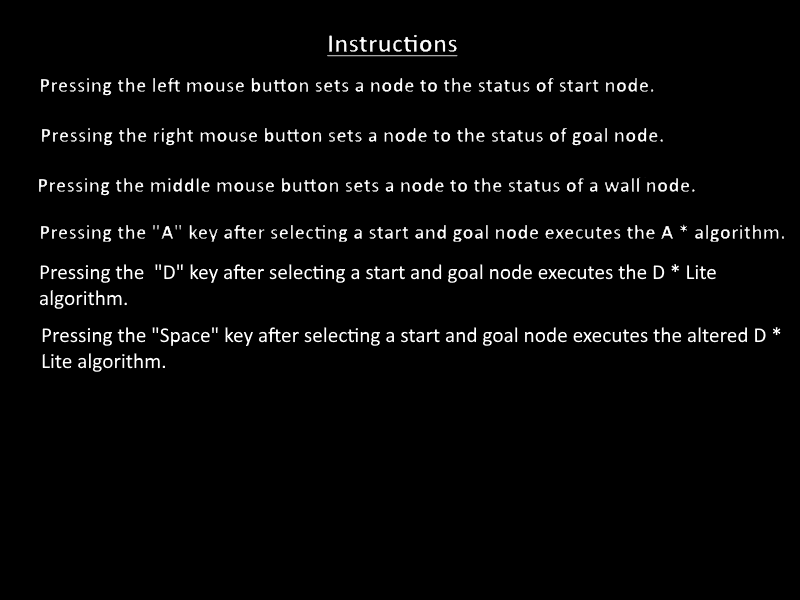 Instructions
Pressing the left mouse button sets a node to the status of start node.
Pressing the right mouse button sets a node to the status of goal node.
Pressing the middle mouse button sets a node to the status of a wall node.
Pressing the "A" key after selecting a start and goal node executes the A * algorithm.
Pressing the  "D" key after selecting a start and goal node executes the D * Lite
algorithm.
Pressing the "Space" key after selecting a start and goal node executes the altered D *
Lite algorithm.